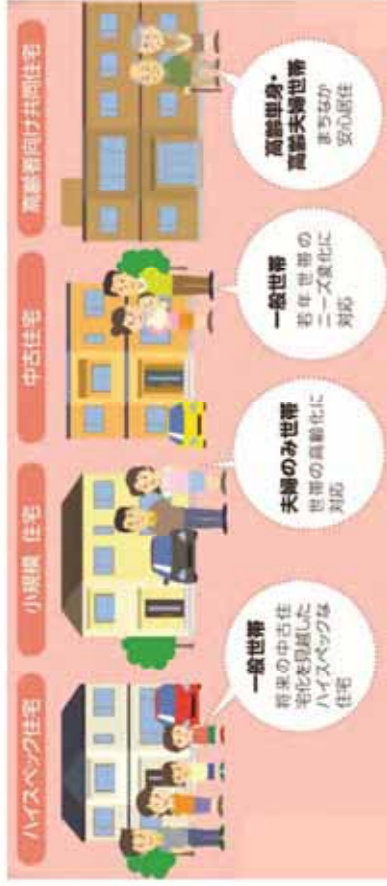 ハイスペック住宅
一般世帯
将来の中古住
宅化を見越した
ハイスペックな
住宅
小規模 住宅
夫婦のみ世帯
世帯の高齢化に
対応
中古住宅
一般世帯
若年世帯の
ニーズ変化に
対応
高齢者向け共同住宅
高齢単身・
高齢夫婦世帯
まちなか
安心居住